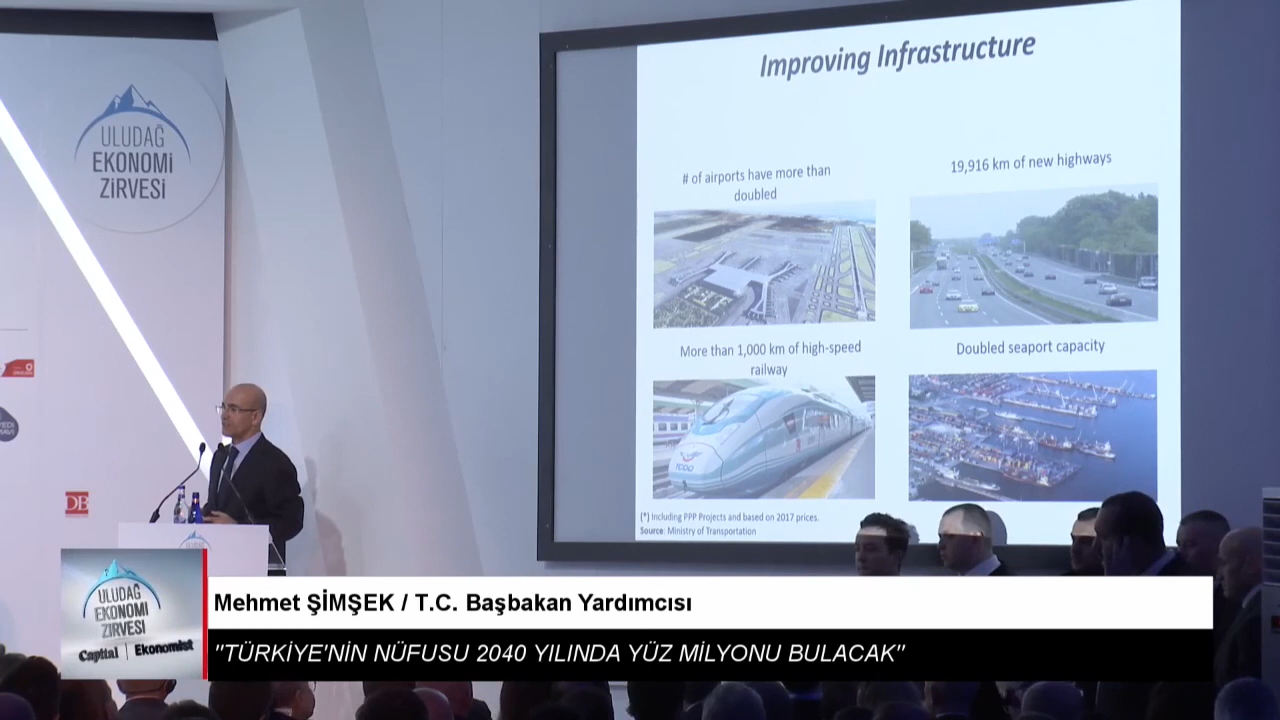 Improving Infrastructure
ULUDAĞ
EKONOMİ
ZİRVESİ
# of airports have more than
doubled
19,916 km of new highways
More than 1,000 km of high-speed
railway
Doubled seaport capacity
TCDD
DB
(*) Including PPP Projects and based on 2017 prices.
Source: Ministry of Transportation
ULUDAĞ
EKONOMİ
ZİRVESİ
Capital | Ekonomist
Mehmet ŞİMŞEK / T.C. Başbakan Yardımcısı
"TÜRKİYE'NİN NÜFUSU 2040 YILINDA YÜZ MİLYONU BULACAK"